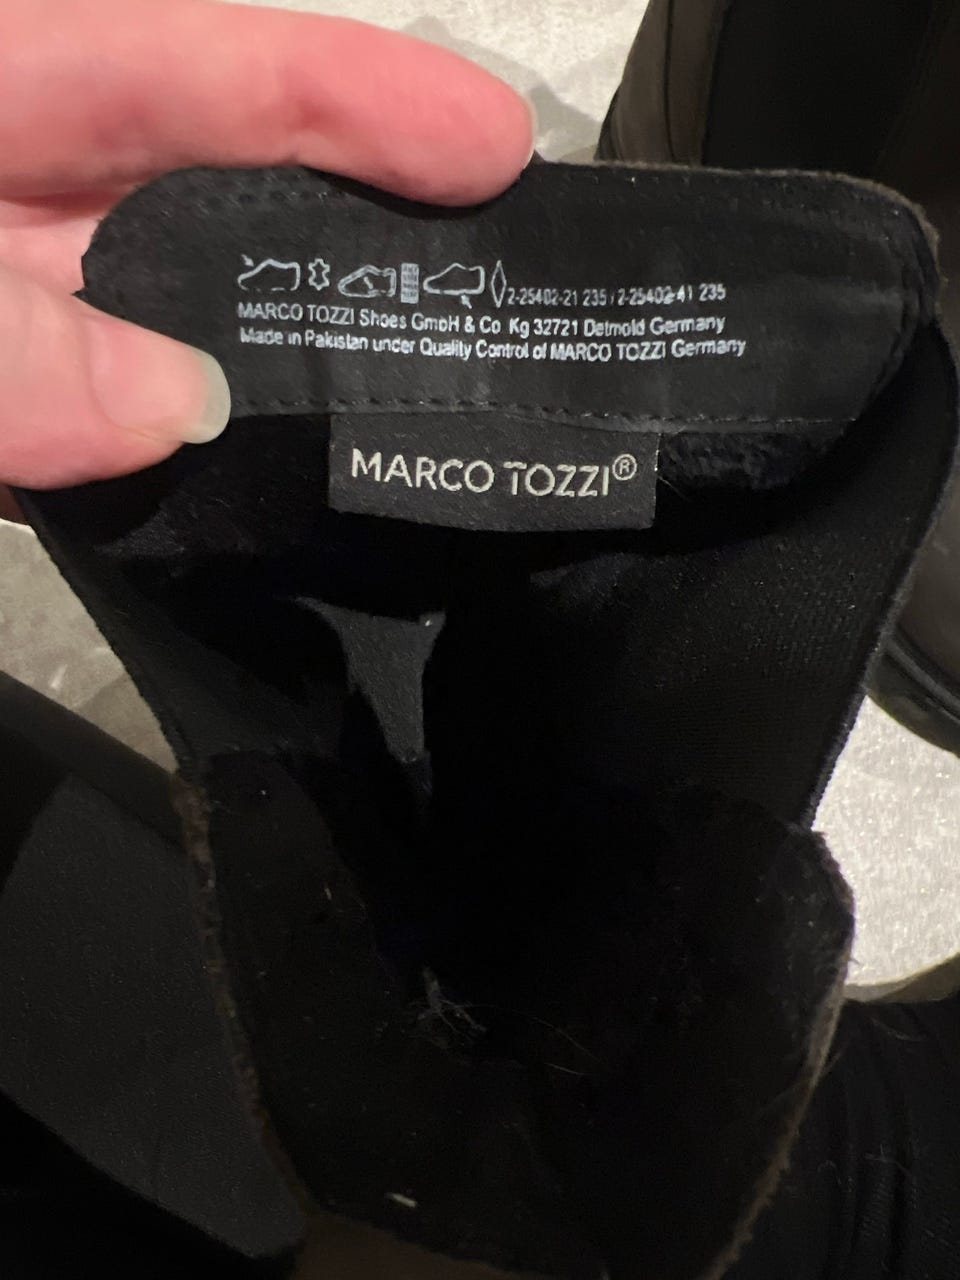 2-25402-21 235 / 2-25402-41 235
MARCO TOZZI Shoes GmbH & Co Kg 32721 Detmold Germany
Made in Pakistan under Quality Control of MARCO TOZZI Germany
MARCO TOZZI®